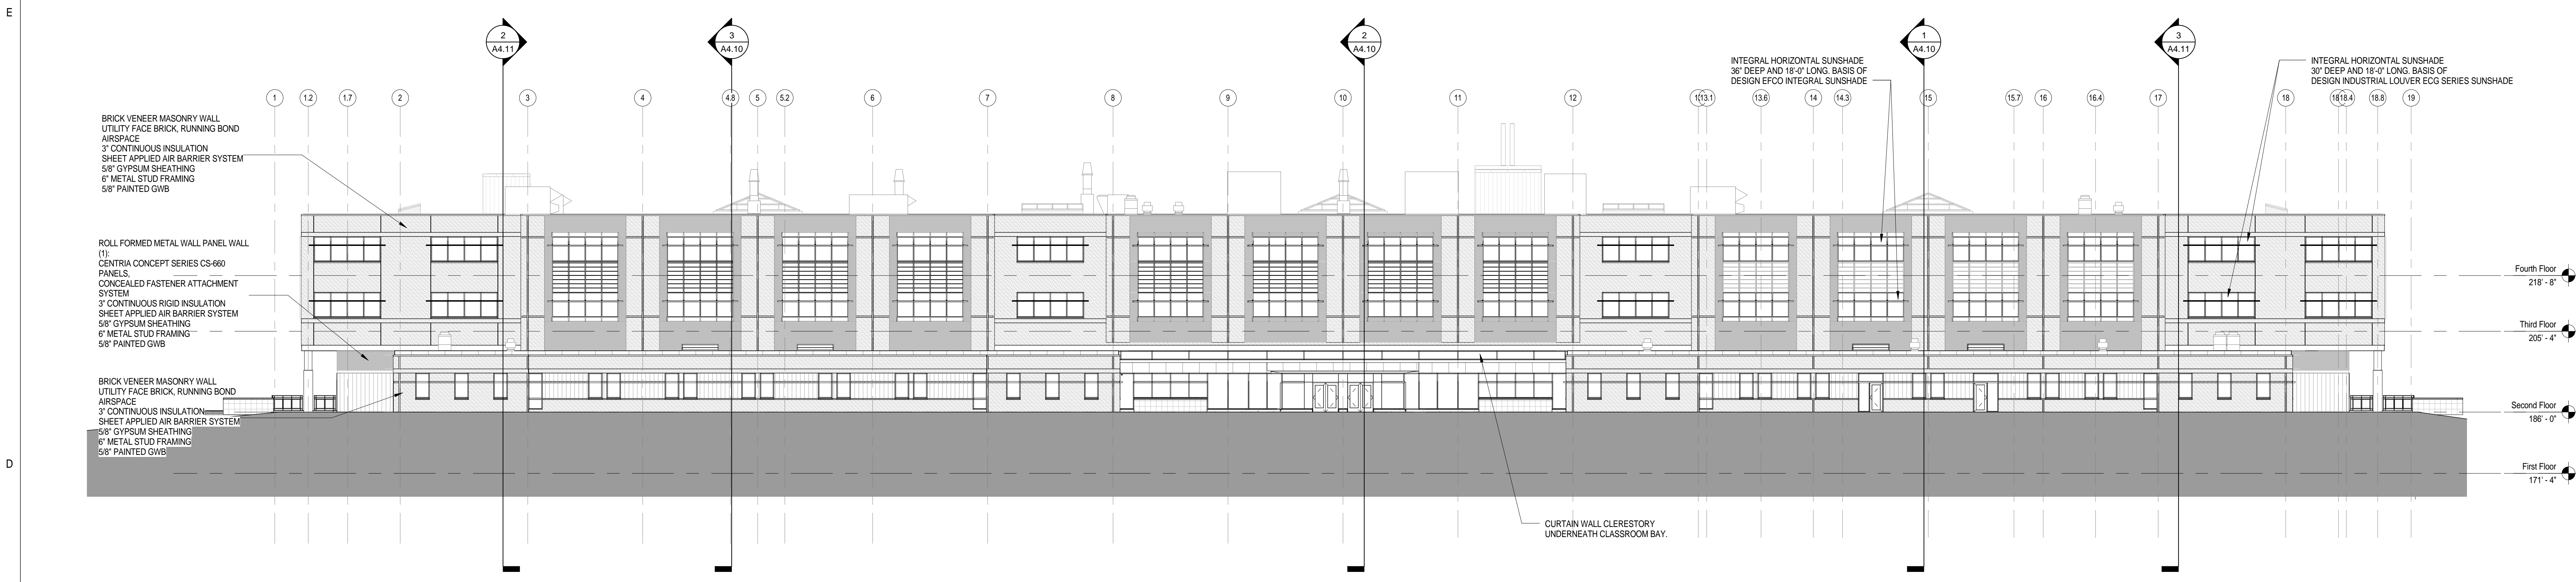 E
2
A4.11
3
A4.10
2
A4.10
1
A4.10
3
A4.11
INTEGRAL HORIZONTAL SUNSHADE
36" DEEP AND 18'-0" LONG. BASIS OF
DESIGN EFCO INTEGRAL SUNSHADE
INTEGRAL HORIZONTAL SUNSHADE
30" DEEP AND 18'-0" LONG. BASIS OF
DESIGN INDUSTRIAL LOUVER ECG SERIES SUNSHADE
1
1.2
1.7
2
3
4
4.8
5
5.2
6
7
8
9
10
11
12
13.1
13.6
14
14.3
15
15.7
16
16.4
17
18
18.4
18.8
19
BRICK VENEER MASONRY WALL
UTILITY FACE BRICK, RUNNING BOND
AIRSPACE
3" CONTINUOUS INSULATION
SHEET APPLIED AIR BARRIER SYSTEM
5/8" GYPSUM SHEATHING
6" METAL STUD FRAMING
5/8" PAINTED GWB
ROLL FORMED METAL WALL PANEL WALL
(1):
CENTRIA CONCEPT SERIES CS-660
PANELS,
CONCEALED FASTENER ATTACHMENT
SYSTEM
3" CONTINUOUS RIGID INSULATION
SHEET APPLIED AIR BARRIER SYSTEM
5/8" GYPSUM SHEATHING
6" METAL STUD FRAMING
5/8" PAINTED GWB
BRICK VENEER MASONRY WALL
UTILITY FACE BRICK, RUNNING BOND
AIRSPACE
3" CONTINUOUS INSULATION
SHEET APPLIED AIR BARRIER SYSTEM
5/8" GYPSUM SHEATHING
6" METAL STUD FRAMING
5/8" PAINTED GWB
Fourth Floor
218' - 8"
Third Floor
205' - 4"
Second Floor
186' - 0"
First Floor
171' - 4"
D
CURTAIN WALL CLERESTORY
UNDERNEATH CLASSROOM BAY.